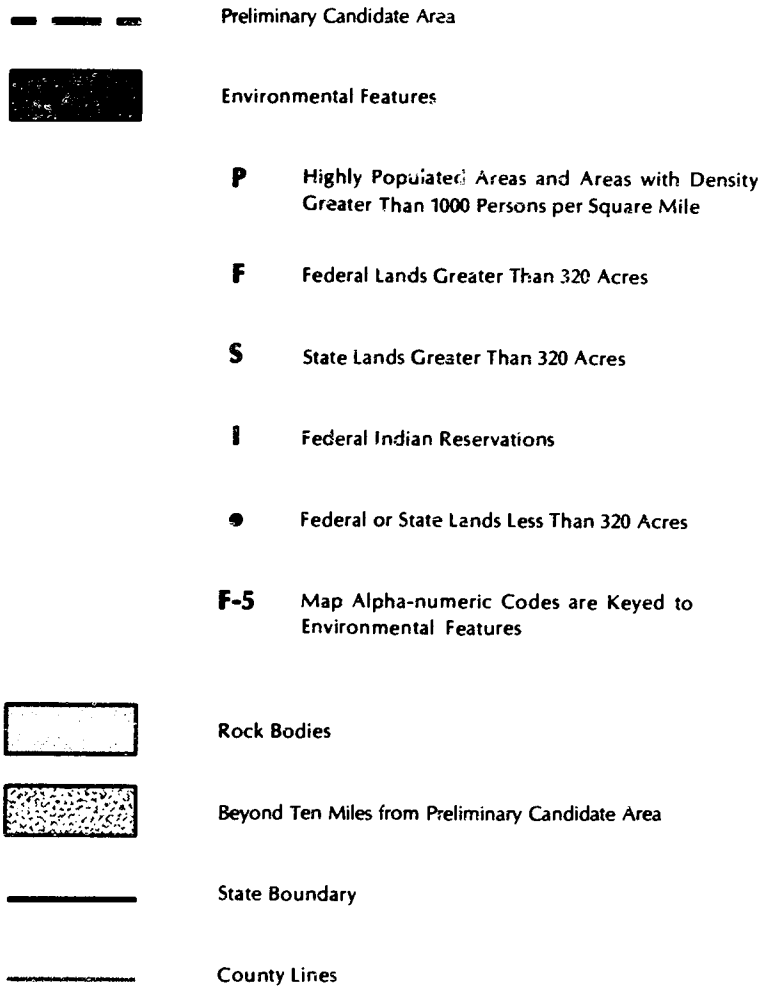 Preliminary Candidate Area
Environmental Features
P Highly Populated Areas and Areas with Density
Greater Than 1000 Persons per Square Mile
F Federal Lands Greater Than 320 Acres
S State Lands Greater Than 320 Acres
I Federal Indian Reservations
Federal or State Lands Less Than 320 Acres
F-5 Map Alpha-numeric Codes are Keyed to
Environmental Features
Rock Bodies
Beyond Ten Miles from Preliminary Candidate Area
State Boundary
County Lines